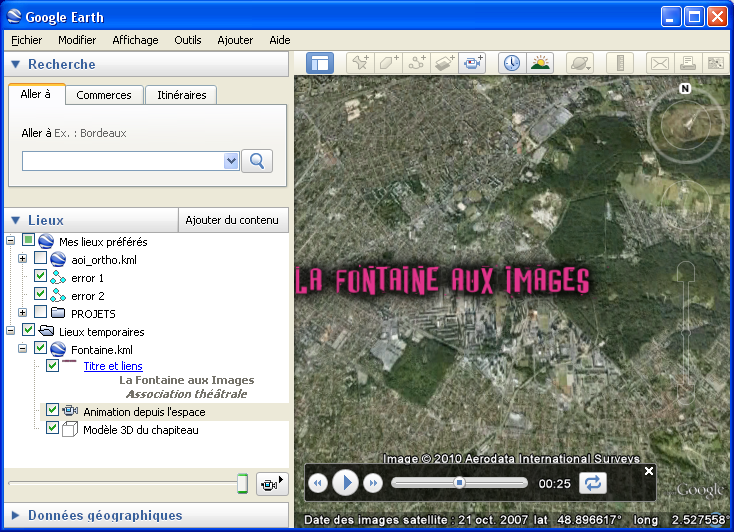 Google Earth
Fichier Modifier Affichage Outils Ajouter Aide
Recherche
Aller à Commerces Itinéraires
Aller à Ex. : Bordeaux
Lieux Ajouter du contenu
Mes lieux préférés
aoi_ortho.kml
error 1
error 2
PROJETS
Lieux temporaires
Fontaine.kml
Titre et liens
La Fontaine aux Images
Association théâtrale
Animation depuis l'espace
Modèle 3D du chapiteau
Données géographiques
N
LA FONTAINE AUX IMAGES
Image © 2010 Aerodata International Surveys
00:25
Google
Date des images satellite : 21 oct. 2007 lat 48.896617° long 2.527558°